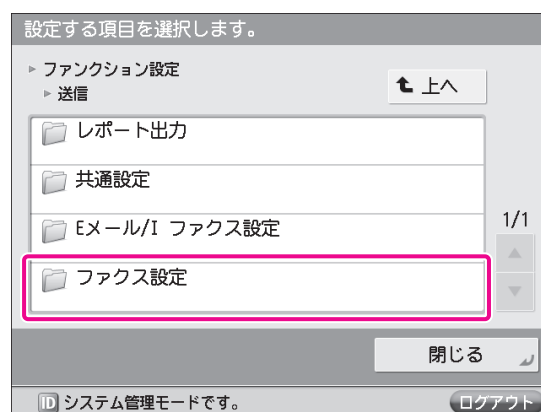 設定する項目を選択します。
ファンクション設定
送信
上へ
レポート出力
共通設定
Eメール/I ファクス設定
1/1
ファクス設定
閉じる
ID システム管理モードです。
ログアウト